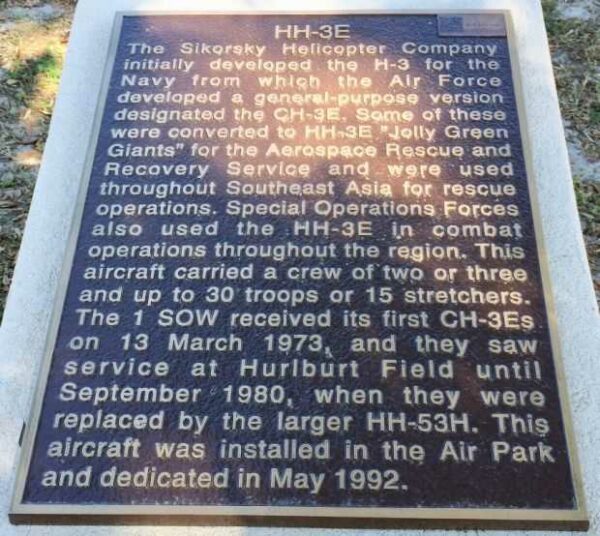 HH-3E
The Sikorsky Helicopter Company
initially developed the H-3 for the
Navy from which the Air Force
developed a general-purpose version
designated the CH-3E. Some of these
were converted to HH-3E "Jolly Green
Giants" for the Aerospace Rescue and
Recovery Service and were used
throughout Southeast Asia for rescue
operations. Special Operations Forces
also used the HH-3E in combat
operations throughout the region. This
aircraft carried a crew of two or three
and up to 30 troops or 15 stretchers.
The 1 SOW received its first CH-3Es
on 13 March 1973, and they saw
service at Hurlburt Field until
September 1980, when they were
replaced by the larger HH-53H. This
aircraft was installed in the Air Park
and dedicated in May 1992.